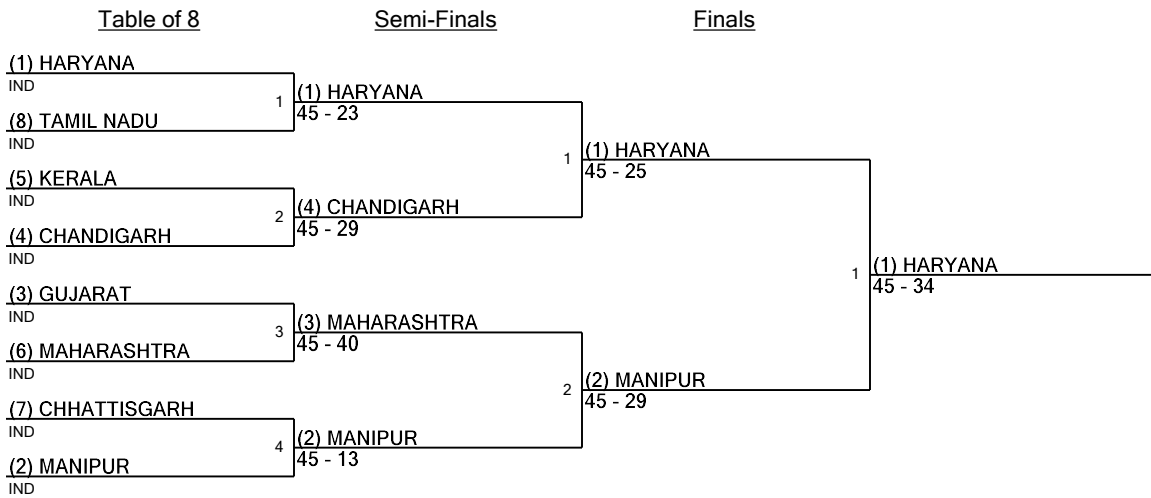 Table of 8 Semi-Finals Finals
(1) HARYANA
IND
1
(8) TAMIL NADU
IND
(5) KERALA
IND
2
(4) CHANDIGARH
IND
(3) GUJARAT
IND
3
(6) MAHARASHTRA
IND
(7) CHHATTISGARH
IND
4
(2) MANIPUR
IND
(1) HARYANA
45 - 23
1
(4) CHANDIGARH
45 - 29
(3) MAHARASHTRA
45 - 40
2
(2) MANIPUR
45 - 13
(1) HARYANA
45 - 25
1
(2) MANIPUR
45 - 29
(1) HARYANA
45 - 34